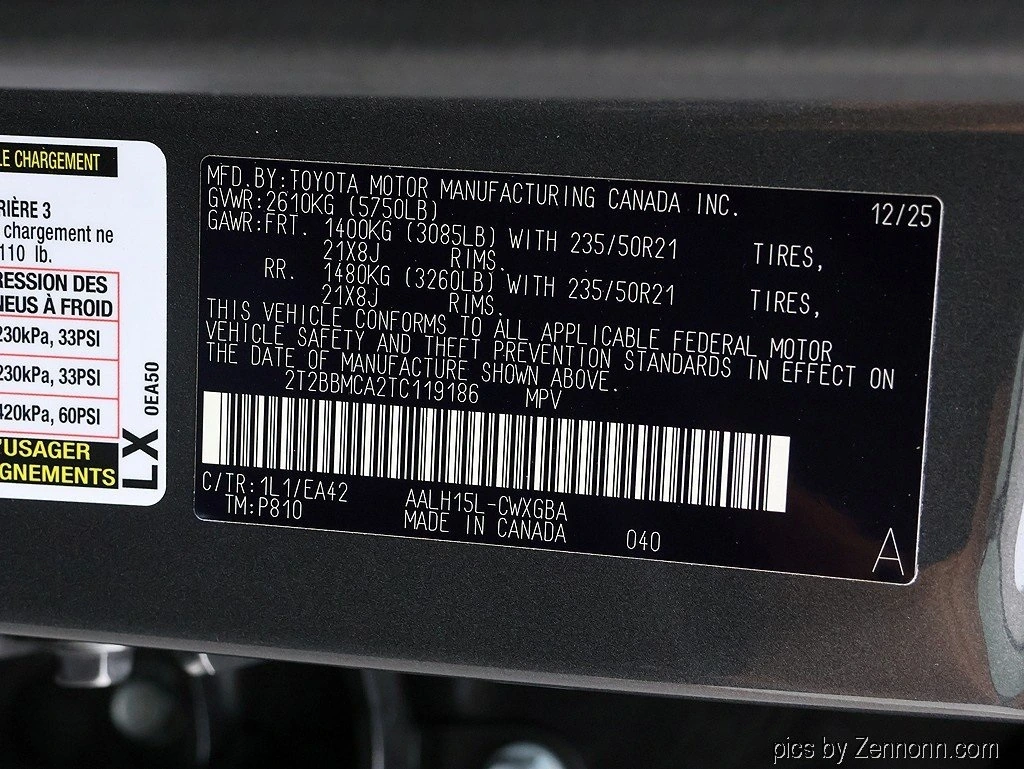 LE CHARGEMENT
RIÈRE 3
chargement ne
110 lb.
RESSION DES
NEUS À FROID
230kPa, 33PSI
230kPa, 33PSI
420kPa, 60PSI
'USAGER
GNEMENTS
LX 0EA50
MFD.BY:TOYOTA MOTOR MANUFACTURING CANADA INC. 12/25
GVWR:2610KG (5750LB)
GAWR:FRT. 1400KG (3085LB) WITH 235/50R21 TIRES,
21X8J RIMS.
RR. 1480KG (3260LB) WITH 235/50R21 TIRES,
21X8J RIMS.
THIS VEHICLE CONFORMS TO ALL APPLICABLE FEDERAL MOTOR
VEHICLE SAFETY AND THEFT PREVENTION STANDARDS IN EFFECT ON
THE DATE OF MANUFACTURE SHOWN ABOVE.
2T2BBMCA2TC119186 MPV
C/TR:1L1/EA42 AALH15L-CWXGBA
TM:P810 MADE IN CANADA 040 A
pics by Zennonn.com